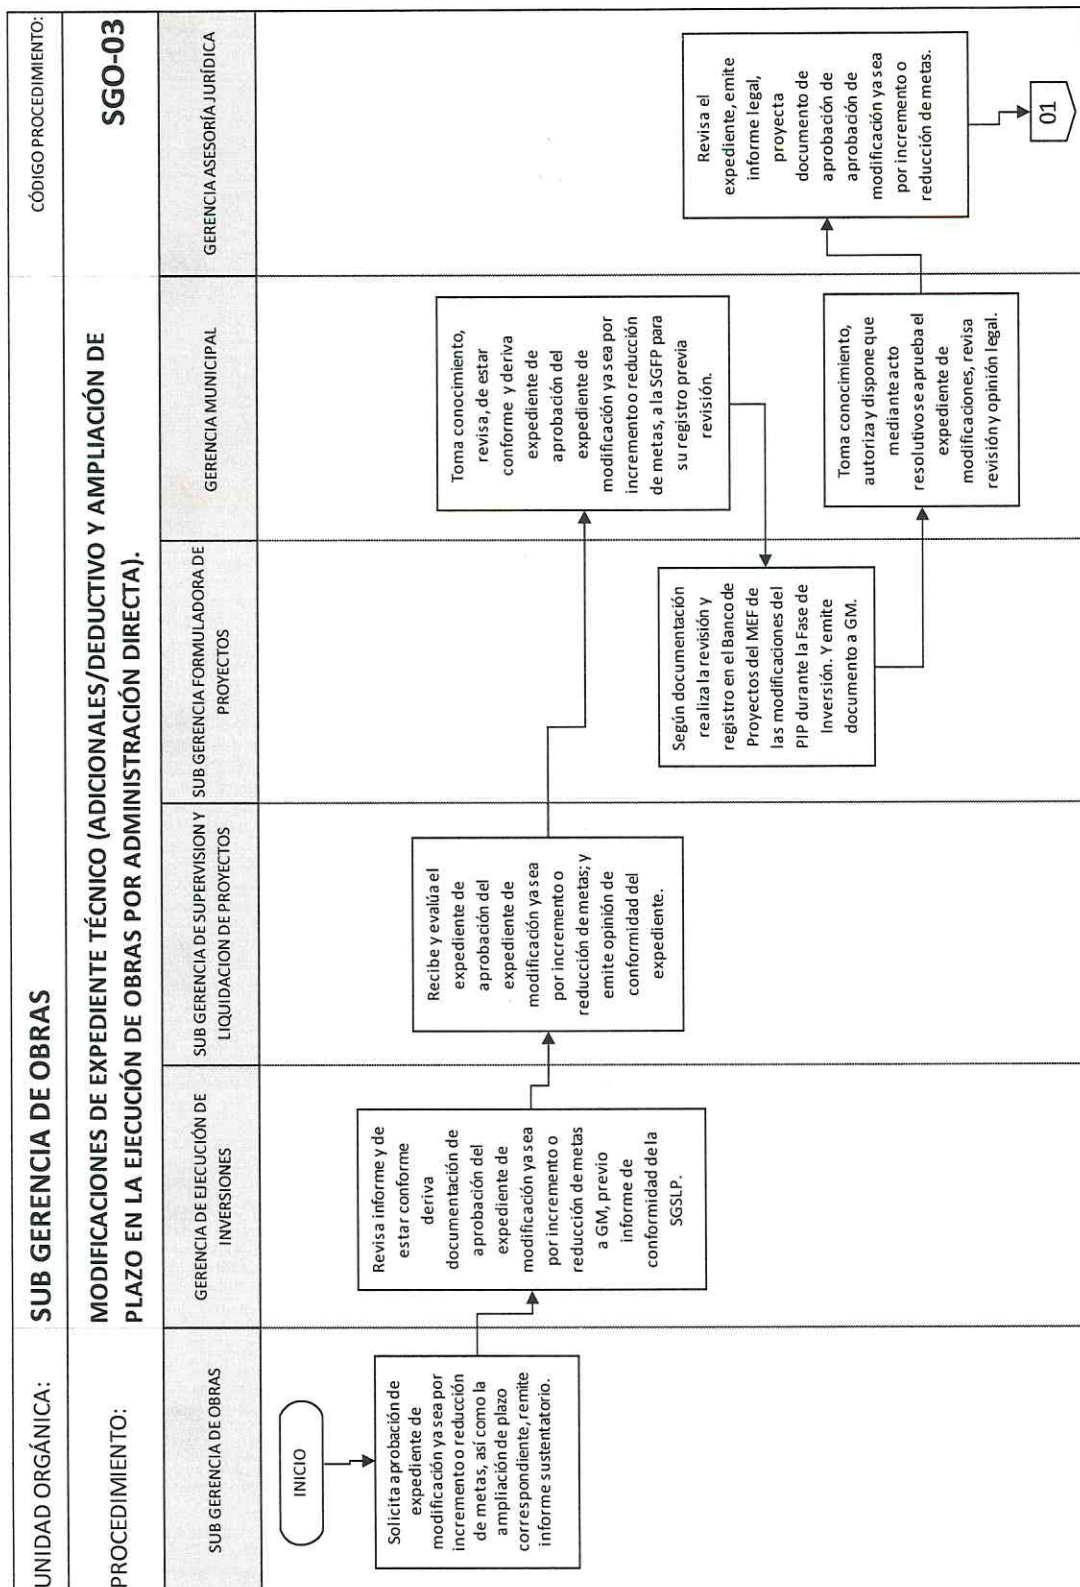 UNIDAD ORGÁNICA:
SUB GERENCIA DE OBRAS
CÓDIGO PROCEDIMIENTO:
PROCEDIMIENTO:
MODIFICACIONES DE EXPEDIENTE TÉCNICO (ADICIONALES/DEDUCTIVO Y AMPLIACIÓN DE
PLAZO EN LA EJECUCIÓN DE OBRAS POR ADMINISTRACIÓN DIRECTA).
SGO-03
SUB GERENCIA DE OBRAS
GERENCIA DE EJECUCIÓN DE
INVERSIONES
SUB GERENCIA DE SUPERVISION Y
LIQUIDACION DE PROYECTOS
SUB GERENCIA FORMULADORA DE
PROYECTOS
GERENCIA MUNICIPAL
GERENCIA ASESORÍA JURÍDICA
INICIO
Solicita aprobación de
expediente de
modificación ya sea por
incremento o reducción
de metas, así como la
ampliación de plazo
correspondiente, remite
informe sustentatorio.
Revisa informe y de
estar conforme
deriva
documentación de
aprobación del
expediente de
modificación ya sea
por incremento o
reducción de metas
a GM, previo
informe de
conformidad de la
SGSLP.
Recibe y evalúa el
expediente de
aprobación del
expediente de
modificación ya sea
por incremento o
reducción de metas; y
emite opinión de
conformidad del
expediente.
Toma conocimiento,
revisa, de estar
conforme y deriva
expediente de
aprobación del
expediente de
modificación ya sea por
incremento o reducción
de metas, a la SGFP para
su registro previa
revisión.
Según documentación
realiza la revisión y
registro en el Banco de
Proyectos del MEF de
las modificaciones del
PIP durante la Fase de
Inversión. Y emite
documento a GM.
Toma conocimiento,
autoriza y dispone que
mediante acto
resolutivo se aprueba el
expediente de
modificaciones, revisa
revisión y opinión legal.
Revisa el
expediente, emite
informe legal,
proyecta
documento de
aprobación de
aprobación de
modificación ya sea
por incremento o
reducción de metas.
01